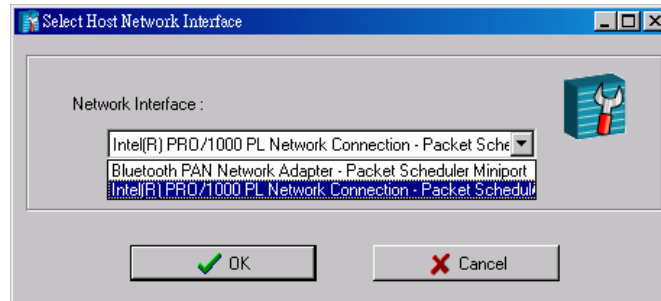 Select Host Network Interface
Network Interface :
Intel(R) PRO/1000 PL Network Connection - Packet Sche
Bluetooth PAN Network Adapter - Packet Scheduler Miniport
Intel(R) PRO/1000 PL Network Connection - Packet Schedul
OK
Cancel